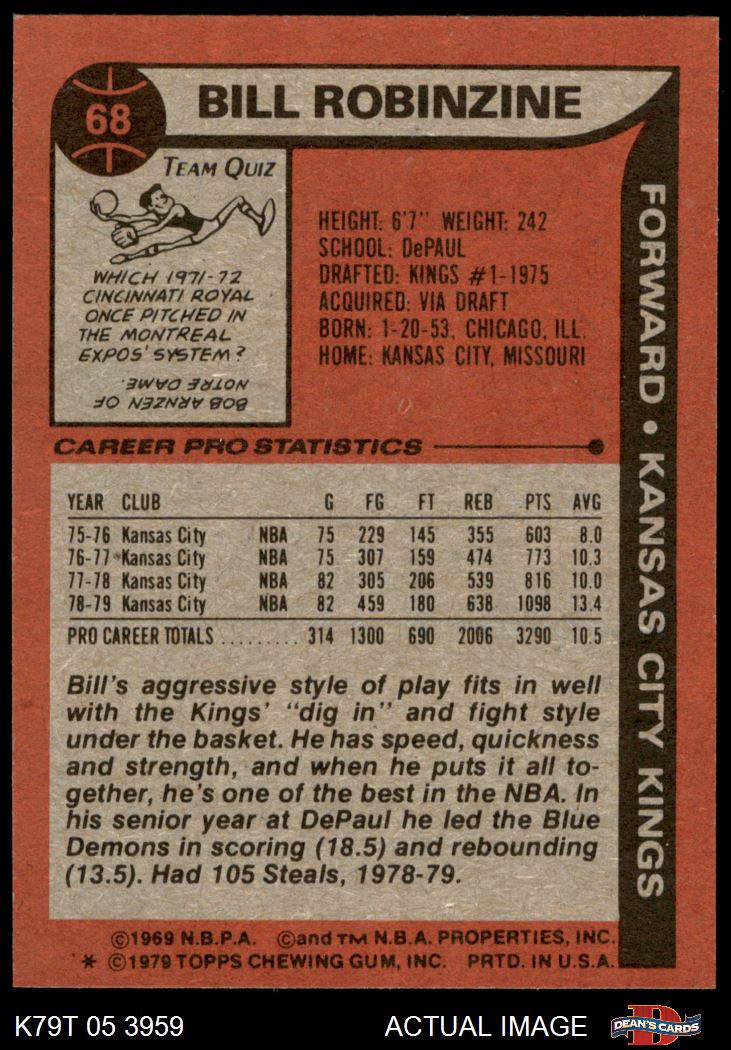 68
BILL ROBINZINE
TEAM QUIZ
WHICH 1971-72
CINCINNATI ROYAL
ONCE PITCHED IN
THE MONTREAL
EXPOS' SYSTEM?
BOB ARNZEN OF
NOTRE DAME.
HEIGHT: 6'7" WEIGHT: 242
SCHOOL: DePAUL
DRAFTED: KINGS #1-1975
ACQUIRED: VIA DRAFT
BORN: 1-20-53, CHICAGO, ILL.
HOME: KANSAS CITY, MISSOURI
FORWARD • KANSAS CITY KINGS
CAREER PRO STATISTICS
YEAR CLUB G FG FT REB PTS AVG
75-76 Kansas City NBA 75 229 145 355 603 8.0
76-77 Kansas City NBA 75 307 159 474 773 10.3
77-78 Kansas City NBA 82 305 206 539 816 10.0
78-79 Kansas City NBA 82 459 180 638 1098 13.4
PRO CAREER TOTALS ......... 314 1300 690 2006 3290 10.5
Bill's aggressive style of play fits in well
with the Kings' "dig in" and fight style
under the basket. He has speed, quickness
and strength, and when he puts it all to-
gether, he's one of the best in the NBA. In
his senior year at DePaul he led the Blue
Demons in scoring (18.5) and rebounding
(13.5). Had 105 Steals, 1978-79.
©1969 N.B.P.A. ©and TM N.B.A. PROPERTIES, INC.
* ©1979 TOPPS CHEWING GUM, INC. PRTD. IN U.S.A.
K79T 05 3959
ACTUAL IMAGE
D
DEAN'S CARDS